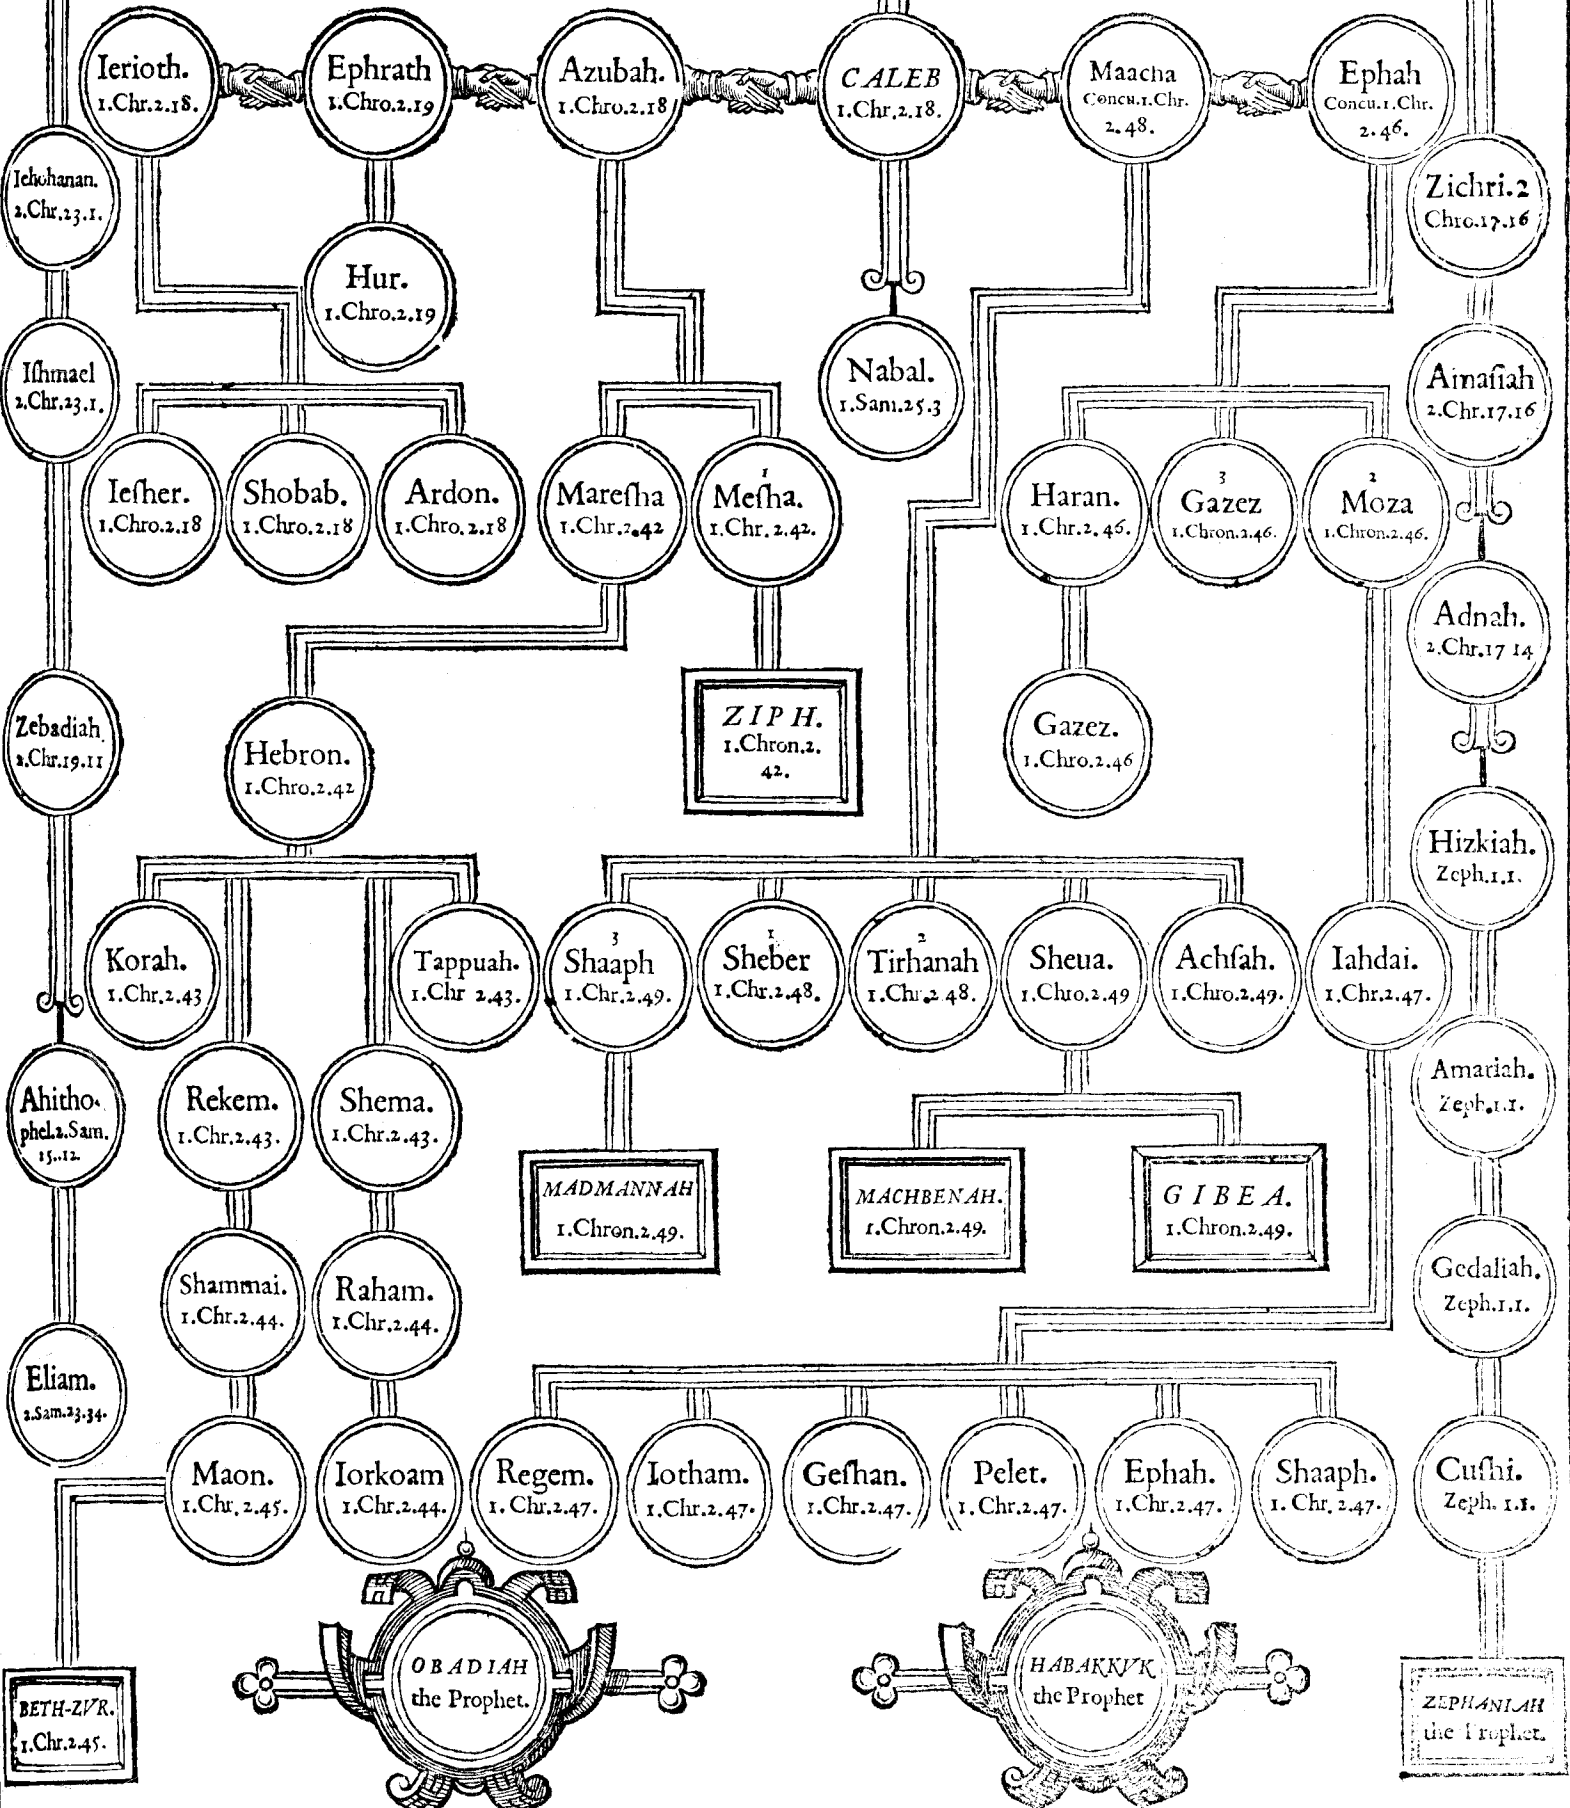 Ierioth.
1.Chr.2.18.
Ephrath
1.Chro.2.19
Azubah.
1.Chro.2.18
CALEB
1.Chr.2.18.
Maacha
Concu.1.Chr.
2.48.
Ephah
Concu.1.Chr.
2.46.
Iehohanan.
2.Chr.23.1.
Zichri.2
Chro.17.16
Hur.
1.Chro.2.19
Iſhmael
2.Chr.23.1.
Nabal.
1.Sam.25.3
Amaſiah
2.Chr.17.16
Ieſher.
1.Chro.2.18
Shobab.
1.Chro.2.18
Ardon.
1.Chro.2.18
Mareſha
1.Chr.2.42
1
Meſha.
1.Chr.2.42.
Haran.
1.Chr.2.46.
3
Gazez
1.Chron.2.46.
2
Moza
1.Chron.2.46.
Adnah.
2.Chr.17 14
Zebadiah.
2.Chr.19.11
Hebron.
1.Chro.2.42
ZIPH.
1.Chron.2.
42.
Gazez.
1.Chro.2.46
Hizkiah.
Zeph.1.1.
Korah.
1.Chr.2.43
Tappuah.
1.Chr 2.43.
3
Shaaph
1.Chr.2.49.
1
Sheber
1.Chr.2.48.
2
Tirhanah
1.Chr.2 48.
Sheua.
1.Chro.2.49
Achſah.
1.Chro.2.49.
Iahdai.
1.Chr.2.47.
Ahitho-
phel.2.Sam.
15..12.
Rekem.
1.Chr.2.43.
Shema.
1.Chr.2.43.
Amariah.
Zeph.1.1.
MADMANNAH
1.Chron.2.49.
MACHBENAH.
1.Chron.2.49.
GIBEA.
1.Chron.2.49.
Shammai.
1.Chr.2.44.
Raham.
1.Chr.2.44.
Gedaliah.
Zeph.1.1.
Eliam.
2.Sam.23.34.
Maon.
1.Chr.2.45.
Iorkoam
1.Chr.2.44.
Regem.
1. Chr.2.47.
Iotham.
1.Chr.2.47.
Geſhan.
1.Chr.2.47.
Pelet.
1.Chr.2.47.
Ephah.
1.Chr.2.47.
Shaaph.
1. Chr. 2.47.
Cuſhi.
Zeph. 1.1.
BETH-ZVR.
1.Chr.2.45.
OBADIAH
the Prophet.
HABAKKVK
the Prophet
ZEPHANIAH
the Prophet.